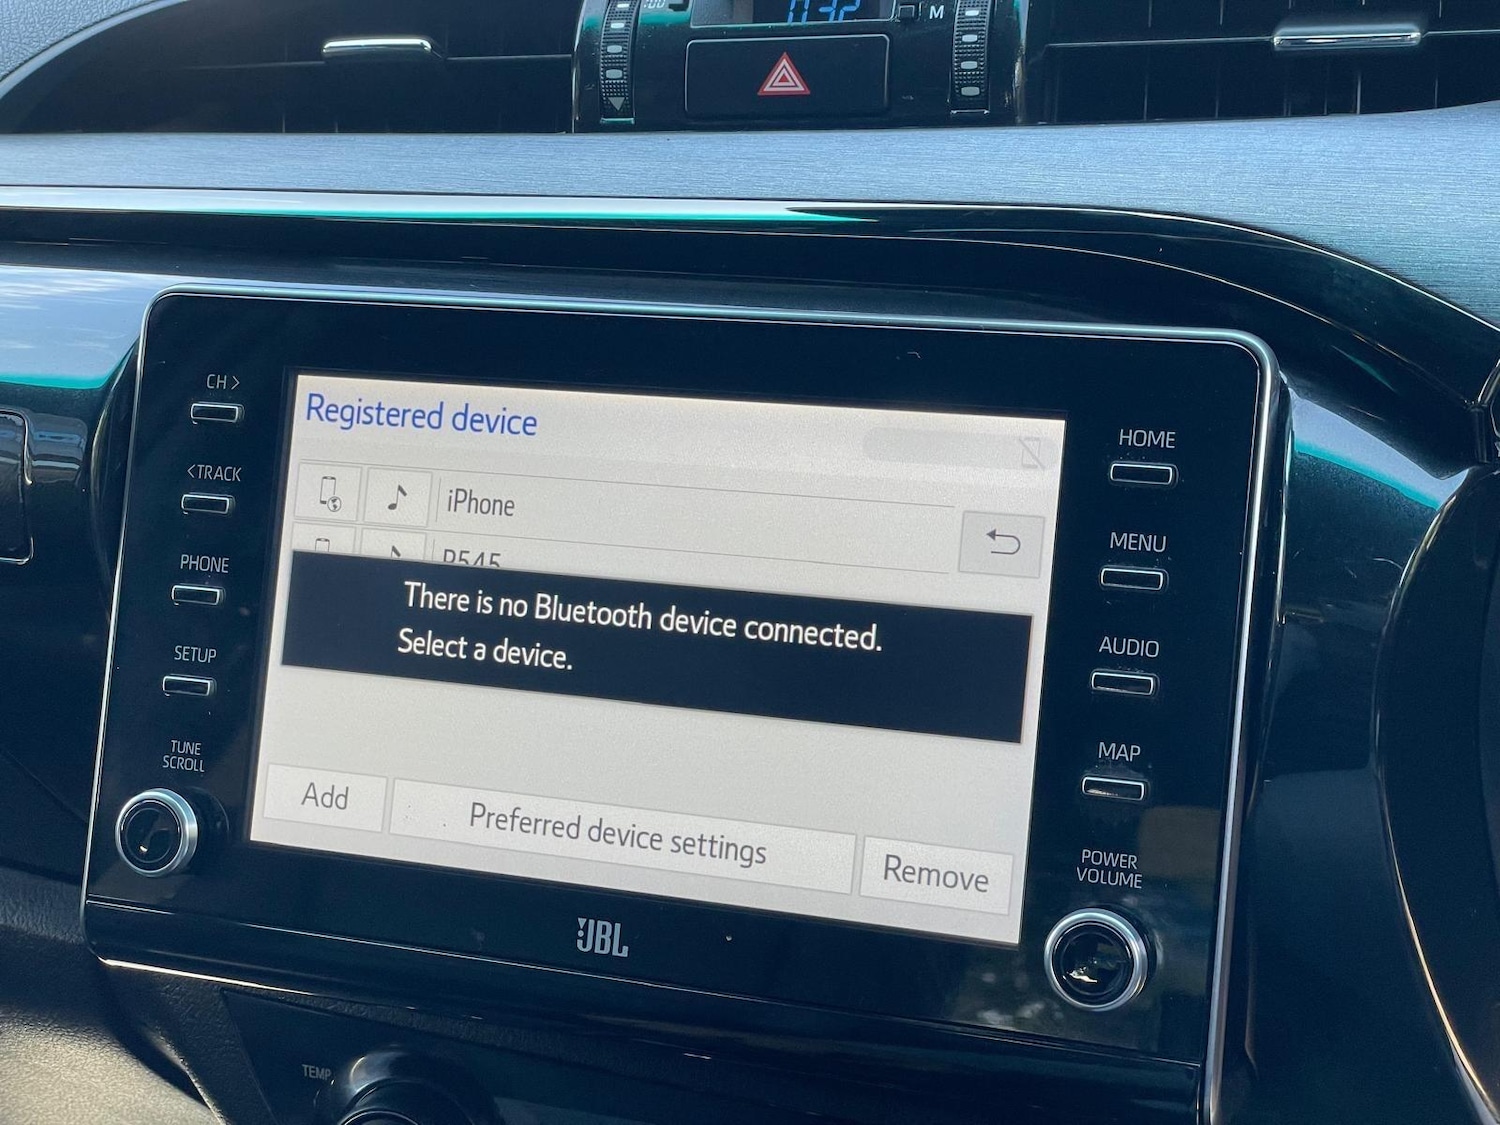 M
CH >
Registered device
HOME
< TRACK
iPhone
MENU
PHONE
There is no Bluetooth device connected.
Select a device.
AUDIO
SETUP
MAP
TUNE
SCROLL
Add
Preferred device settings
Remove
POWER
VOLUME
JBL
TEMP